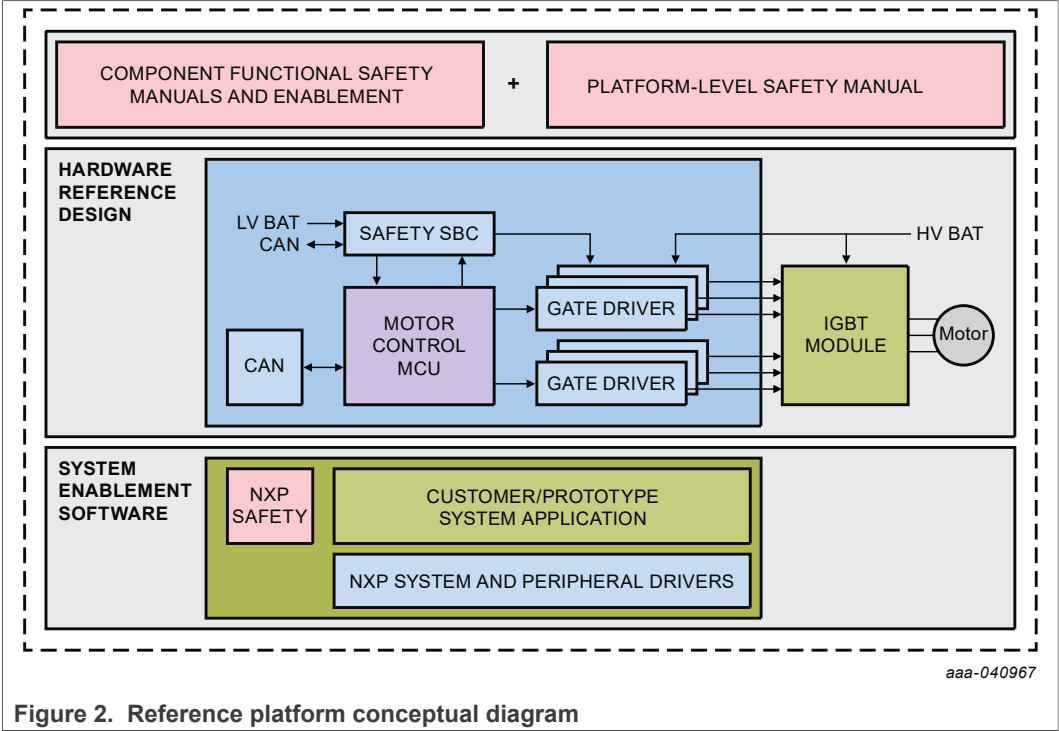 COMPONENT FUNCTIONAL SAFETY
MANUALS AND ENABLEMENT
+
PLATFORM-LEVEL SAFETY MANUAL
HARDWARE
REFERENCE
DESIGN
LV BAT
CAN
SAFETY SBC
HV BAT
GATE DRIVER
MOTOR
CONTROL
MCU
IGBT
MODULE
Motor
CAN
GATE DRIVER
SYSTEM
ENABLEMENT
SOFTWARE
NXP
SAFETY
CUSTOMER/PROTOTYPE
SYSTEM APPLICATION
NXP SYSTEM AND PERIPHERAL DRIVERS
aaa-040967
Figure 2. Reference platform conceptual diagram